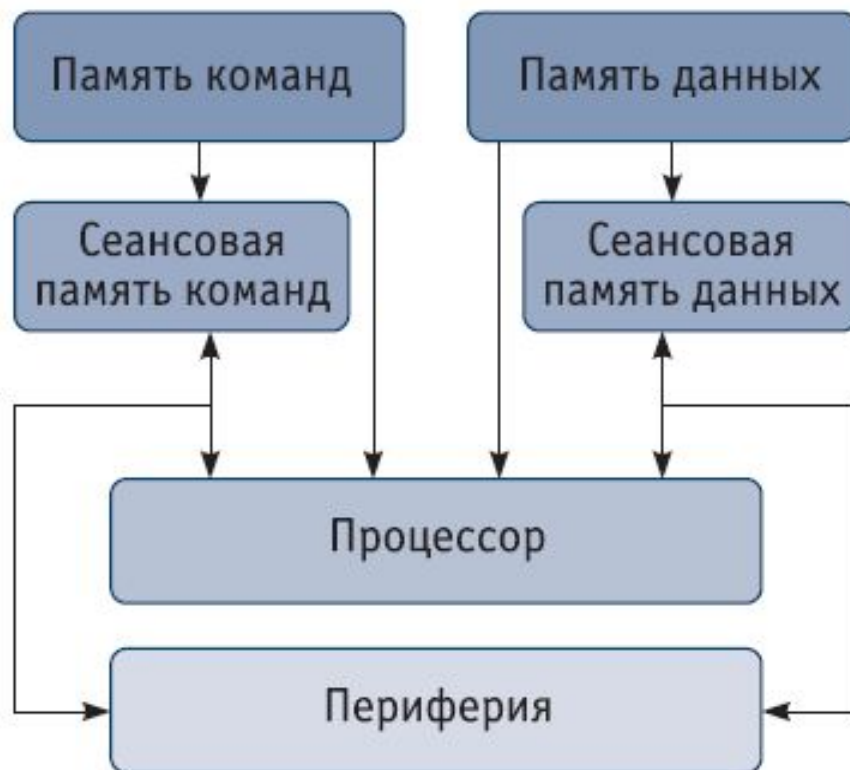 Память команд
Память данных
Сеансовая
память команд
Сеансовая
память данных
Процессор
Периферия